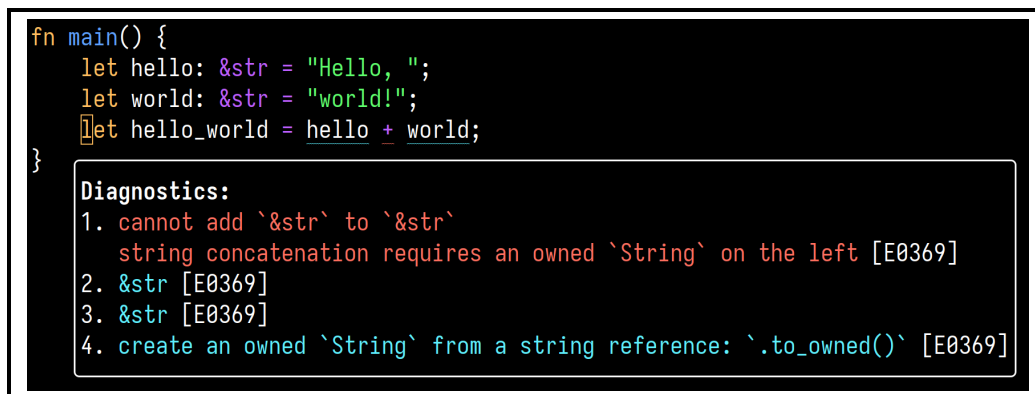 fn main() {
    let hello: &str = "Hello, ";
    let world: &str = "world!";
    let hello_world = hello + world;
}
Diagnostics:
1. cannot add `&str` to `&str`
   string concatenation requires an owned `String` on the left [E0369]
2. &str [E0369]
3. &str [E0369]
4. create an owned `String` from a string reference: `.to_owned()` [E0369]